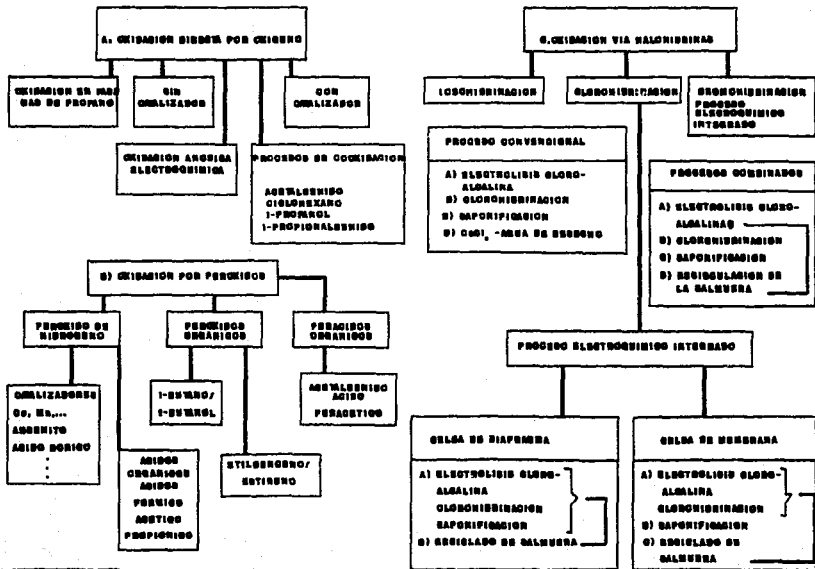 A. OXIDACION DIRECTA POR OXIGENO
OXIDACION EN FASE
GAS DE PROPANO
SIN
CATALIZADOR
CON
CATALIZADOR
OXIDACION ANODICA
ELECTROQUIMICA
PROCESOS DE COOXIDACION
ACETALDEHIDO
CICLOHEXANO
1-PROPANOL
1-PROPIONALDEHIDO
B) OXIDACION POR PEROXIDOS
PEROXIDO DE
HIDROGENO
PEROXIDOS
ORGANICOS
PERACIDOS
ORGANICOS
CATALIZADORES
ARSENITO
ACIDO BORICO
ACIDOS
ORGANICOS
ACIDOS
FORMICO
ACETICO
PROPIONICO
ETILBENCENO/
ESTIRENO
ACETALDEHIDO
ACIDO
PERACETICO
C. OXIDACION VIA HALOHIDRINAS
CLOROHIDRINACION
BROMOHIDRINACION
PROCESO
ELECTROQUIMICO
INTEGRADO
PROCESO CONVENCIONAL
A) ELECTROLISIS CLORO-
ALCALINA
B) CLOROHIDRINACION
C) SAPONIFICACION
D) CaCl₂ - AGUA DE DESECHO
PROCESOS COMBINADOS
A) ELECTROLISIS CLORO-
ALCALINAS
B) CLOROHIDRINACION
C) SAPONIFICACION
D) RECIRCULACION DE
LA SALMUERA
PROCESO ELECTROQUIMICO INTEGRADO
CELDA DE DIAFRAGMA
A) ELECTROLISIS CLORO-
ALCALINA
CLOROHIDRINACION
SAPONIFICACION
B) RECICLADO DE SALMUERA
CELDA DE MEMBRANA
A) ELECTROLISIS CLORO-
ALCALINA
CLOROHIDRINACION
B) SAPONIFICACION
C) RECICLADO DE
SALMUERA